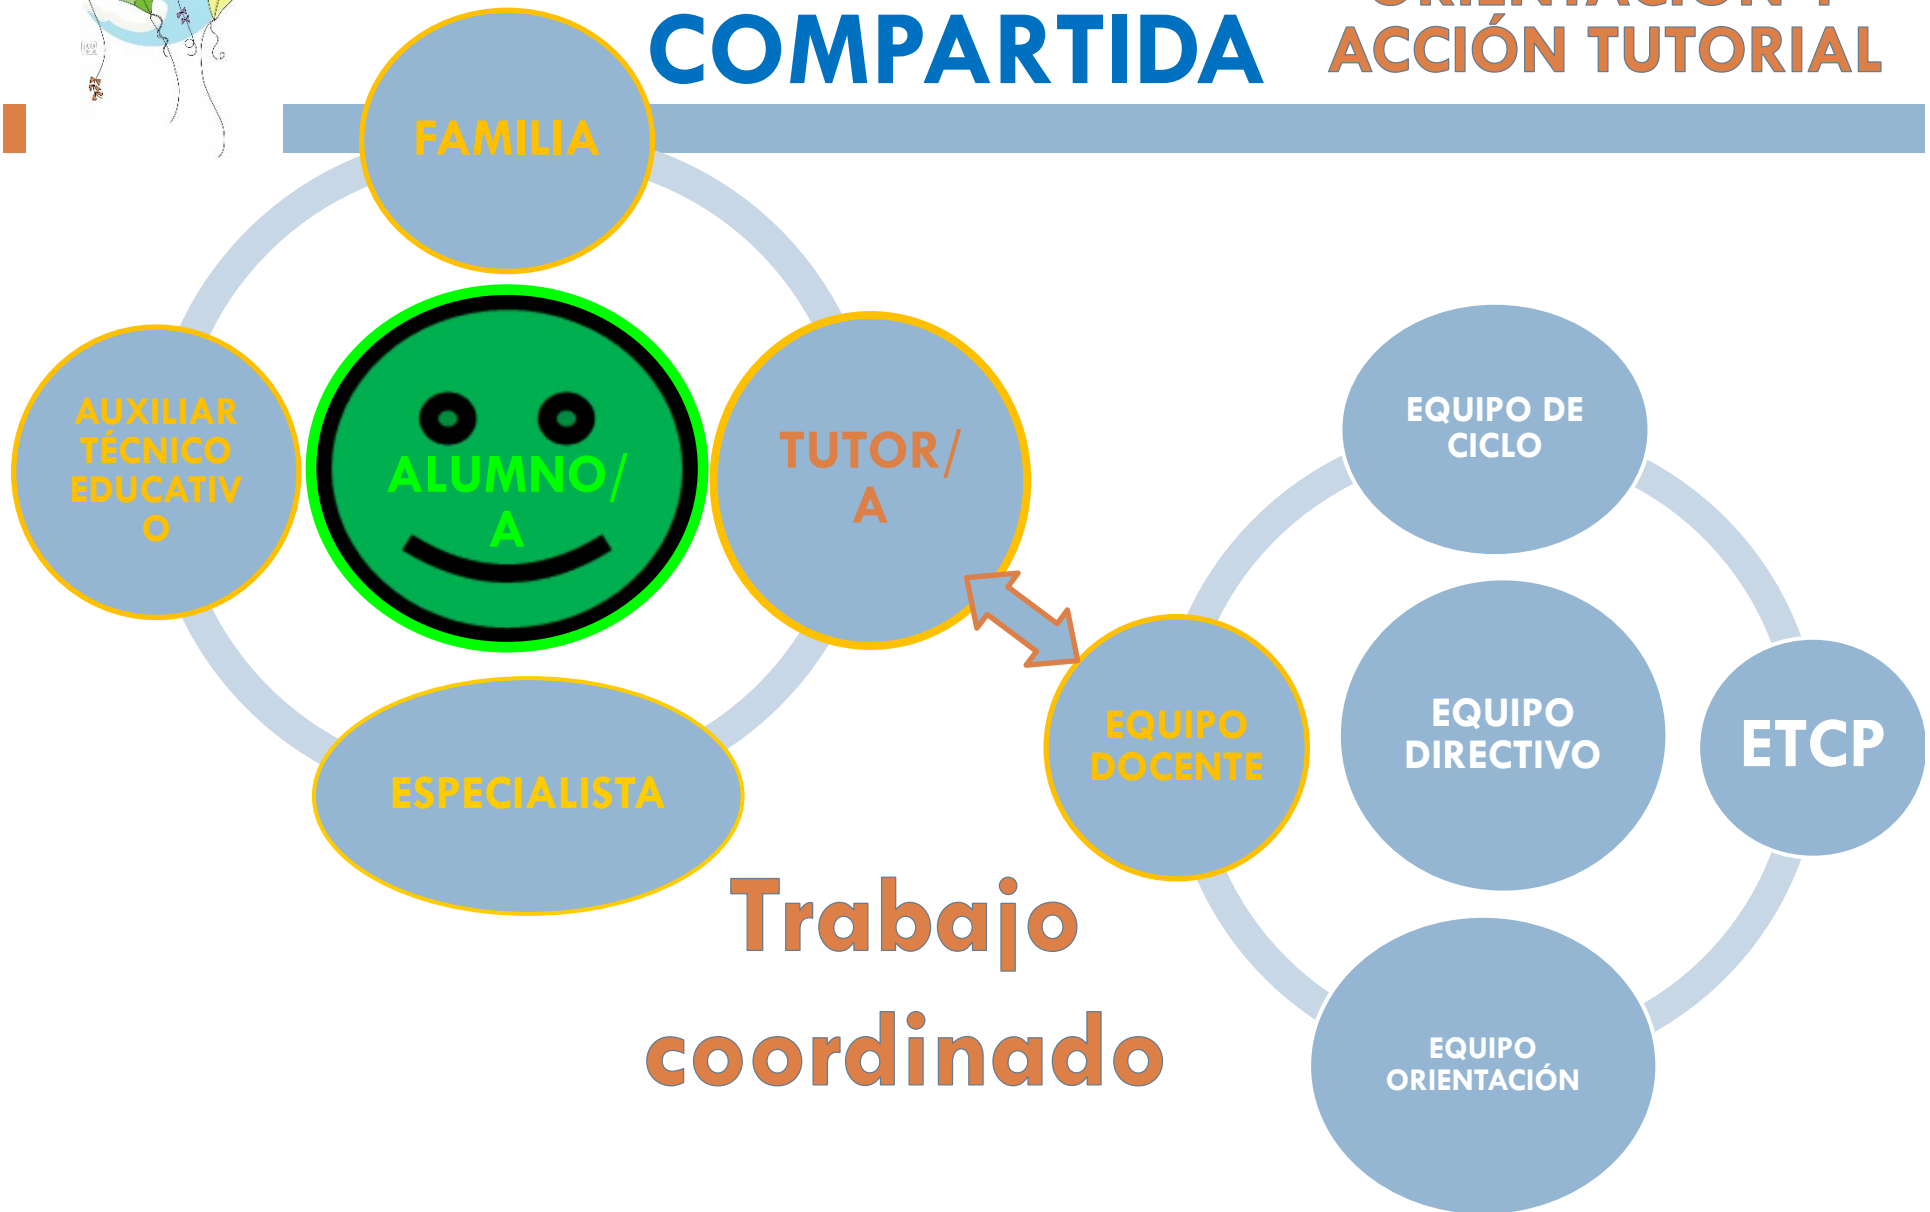 COMPARTIDA
ORIENTACIÓN Y
ACCIÓN TUTORIAL
FAMILIA
AUXILIAR
TÉCNICO
EDUCATIV
O
ALUMNO/
A
TUTOR/
A
ESPECIALISTA
EQUIPO DE
CICLO
EQUIPO
DOCENTE
EQUIPO
DIRECTIVO
ETCP
EQUIPO
ORIENTACIÓN
Trabajo
coordinado